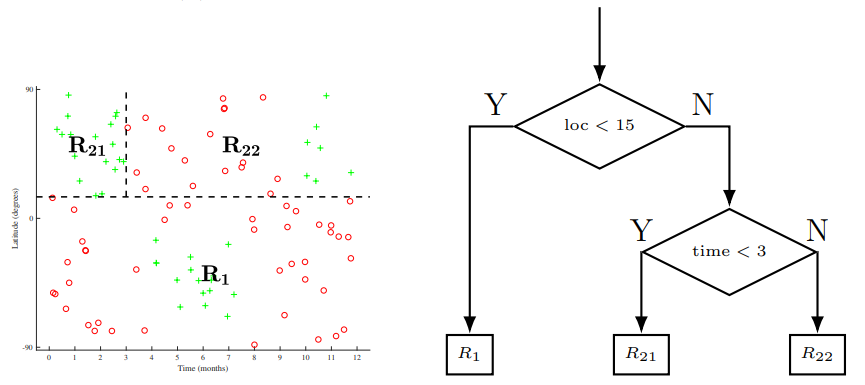 90
0
-90
Latitude (degrees)
R21
R22
R1
0 1 2 3 4 5 6 7 8 9 10 11 12
Time (months)
Y
N
loc < 15
Y
N
time < 3
R1
R21
R22